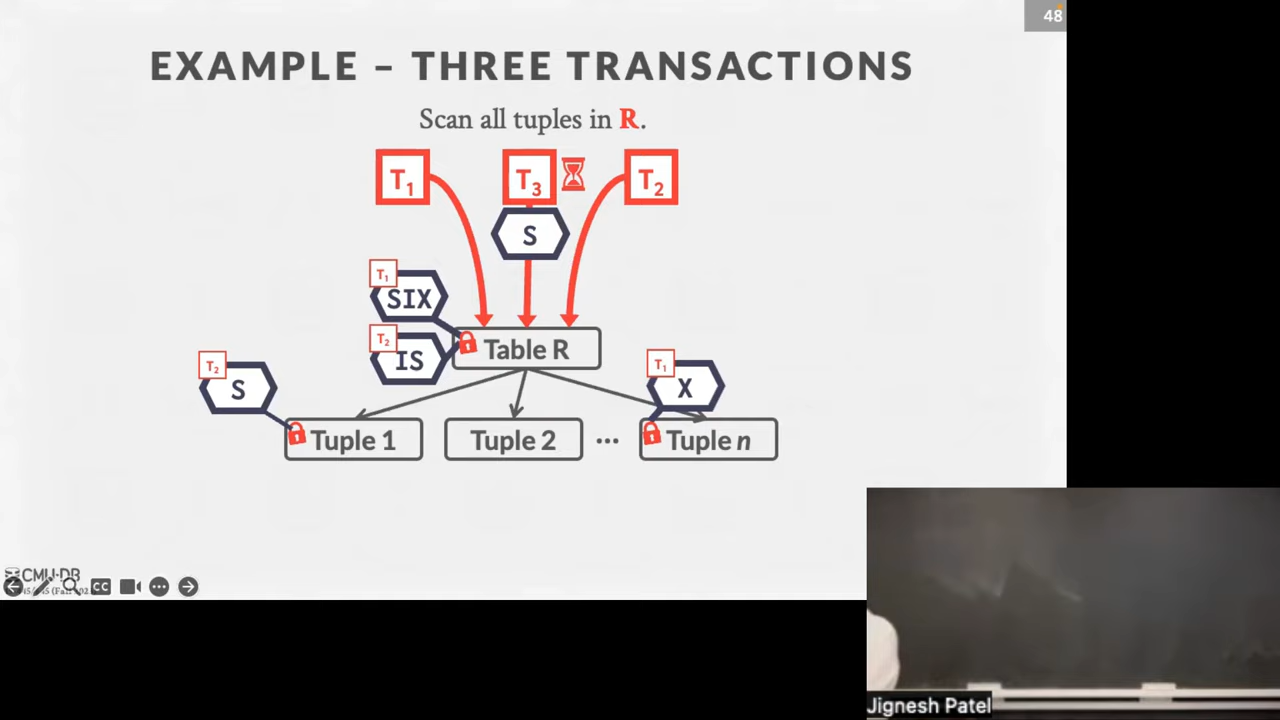 48
EXAMPLE – THREE TRANSACTIONS
Scan all tuples in R.
T1 T3 T2
S
T1
SIX
T2
IS
Table R
T2
S
T1
X
Tuple 1 Tuple 2 ... Tuple n
CMU·DB
CC
Jignesh Patel